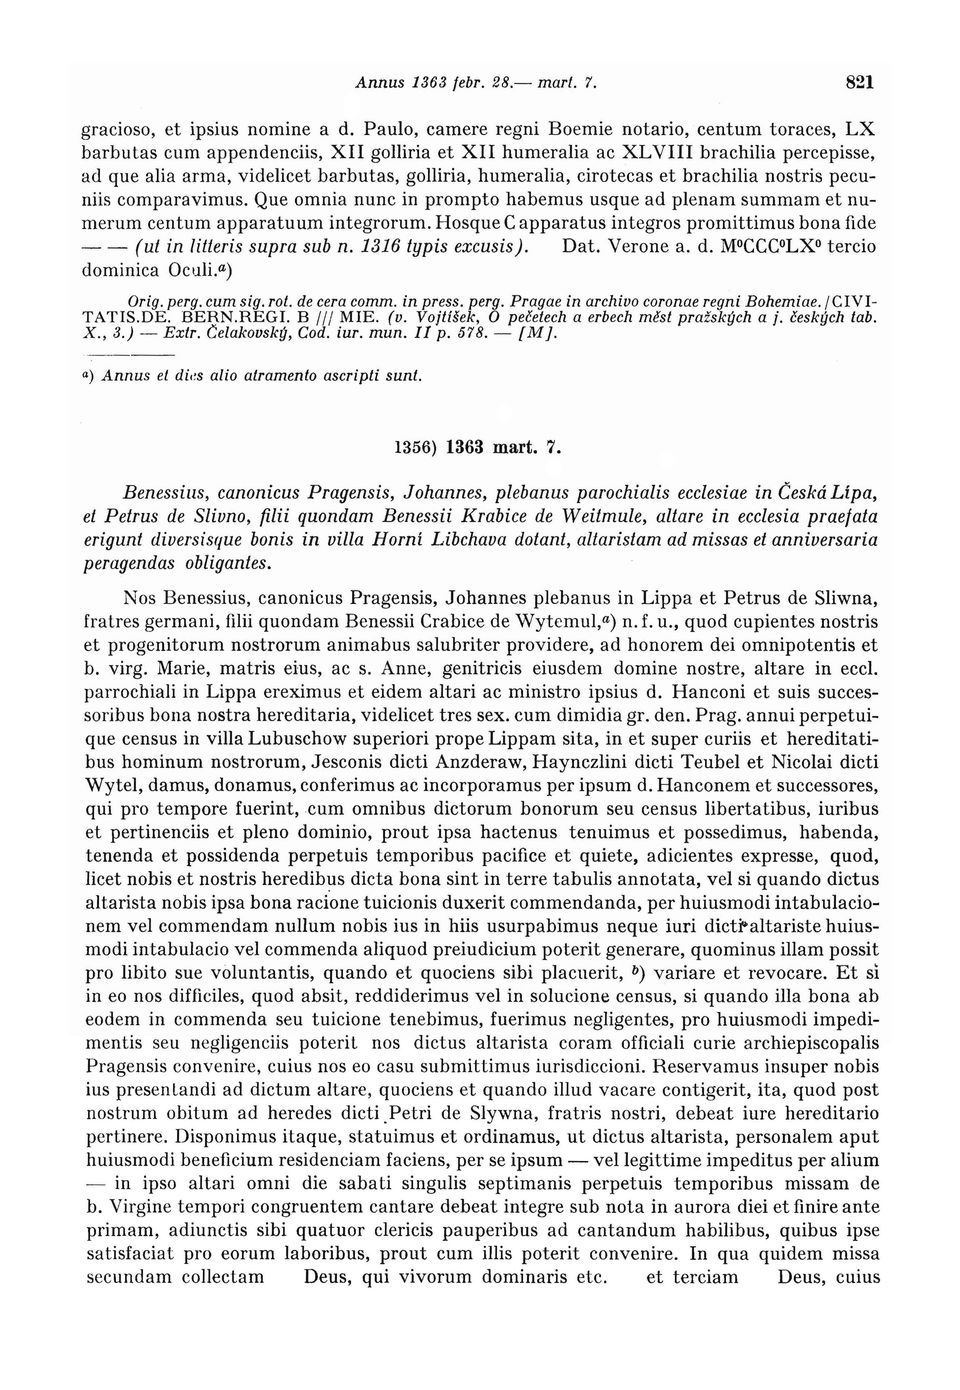 Annus 1363 febr. 28.— mart. 7. 821
gracioso, et ipsius nomine a d. Paulo, camere regni Boemie notario, centum toraces, LX
barbutas cum appendenciis, XII golliria et XII humeralia ac XLVIII brachilia percepisse,
ad que alia arma, videlicet barbutas, golliria, humeralia, cirotecas et brachilia nostris pecu-
niis comparavimus. Que omnia nunc in prompto habemus usque ad plenam summam et nu-
merum centum apparatuum integrorum. Hosque C apparatus integros promittimus bona fide
— — (ut in litteris supra sub n. 1316 typis excusis). Dat. Verone a. d. MºCCCºLXº tercio
dominica Oculi.a)
Orig. perg. cum sig. rot. de cera comm. in press. perg. Pragae in archivo coronae regni Bohemiae. /CIVI-
TATIS.DE. BERN.REGI. B /// MIE. (v. Vojtíšek, O pečetech a erbech měst pražských a j. českých tab.
X., 3.) — Extr. Čelakovský, Cod. iur. mun. II p. 578. — [M].
a) Annus et dies alio atramento ascripti sunt.
1356) 1363 mart. 7.
Benessius, canonicus Pragensis, Johannes, plebanus parochialis ecclesiae in Česká Lípa,
et Petrus de Slivno, filii quondam Benessii Krabice de Weitmule, altare in ecclesia praefata
erigunt diversisque bonis in villa Horní Libchava dotant, altaristam ad missas et anniversaria
peragendas obligantes.
Nos Benessius, canonicus Pragensis, Johannes plebanus in Lippa et Petrus de Sliwna,
fratres germani, filii quondam Benessii Crabice de Wytemul,a) n. f. u., quod cupientes nostris
et progenitorum nostrorum animabus salubriter providere, ad honorem dei omnipotentis et
b. virg. Marie, matris eius, ac s. Anne, genitricis eiusdem domine nostre, altare in eccl.
parrochiali in Lippa ereximus et eidem altari ac ministro ipsius d. Hanconi et suis succes-
soribus bona nostra hereditaria, videlicet tres sex. cum dimidia gr. den. Prag. annui perpetui-
que census in villa Lubuschow superiori prope Lippam sita, in et super curiis et hereditati-
bus hominum nostrorum, Jesconis dicti Anzderaw, Haynczlini dicti Teubel et Nicolai dicti
Wytel, damus, donamus, conferimus ac incorporamus per ipsum d. Hanconem et successores,
qui pro tempore fuerint, cum omnibus dictorum bonorum seu census libertatibus, iuribus
et pertinenciis et pleno dominio, prout ipsa hactenus tenuimus et possedimus, habenda,
tenenda et possidenda perpetuis temporibus pacifice et quiete, adicientes expresse, quod,
licet nobis et nostris heredibus dicta bona sint in terre tabulis annotata, vel si quando dictus
altarista nobis ipsa bona racione tuicionis duxerit commendanda, per huiusmodi intabulacio-
nem vel commendam nullum nobis ius in hiis usurpabimus neque iuri dicti altariste huius-
modi intabulacio vel commenda aliquod preiudicium poterit generare, quominus illam possit
pro libito sue voluntantis, quando et quociens sibi placuerit, b) variare et revocare. Et si
in eo nos difficiles, quod absit, reddiderimus vel in solucione census, si quando illa bona ab
eodem in commenda seu tuicione tenebimus, fuerimus negligentes, pro huiusmodi impedi-
mentis seu negligenciis poterit nos dictus altarista coram officiali curie archiepiscopalis
Pragensis convenire, cuius nos eo casu submittimus iurisdiccioni. Reservamus insuper nobis
ius presentandi ad dictum altare, quociens et quando illud vacare contigerit, ita, quod post
nostrum obitum ad heredes dicti Petri de Slywna, fratris nostri, debeat iure hereditario
pertinere. Disponimus itaque, statuimus et ordinamus, ut dictus altarista, personalem aput
huiusmodi beneficium residenciam faciens, per se ipsum — vel legittime impeditus per alium
— in ipso altari omni die sabati singulis septimanis perpetuis temporibus missam de
b. Virgine tempori congruentem cantare debeat integre sub nota in aurora diei et finire ante
primam, adiunctis sibi quatuor clericis pauperibus ad cantandum habilibus, quibus ipse
satisfaciat pro eorum laboribus, prout cum illis poterit convenire. In qua quidem missa
secundam collectam Deus, qui vivorum dominaris etc. et terciam Deus, cuius